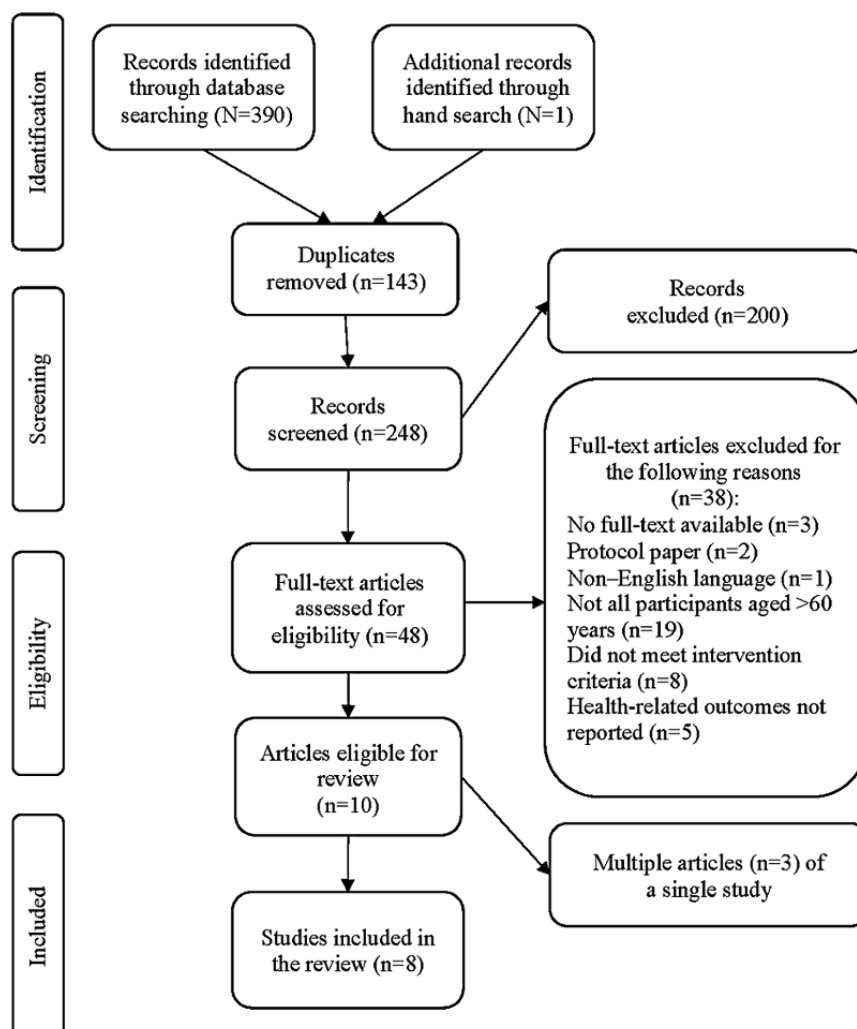 Identification
Records identified
through database
searching (N=390)
Additional records
identified through
hand search (N=1)
Duplicates
removed (n=143)
Screening
Records
excluded (n=200)
Records
screened (n=248)
Eligibility
Full-text articles
assessed for
eligibility (n=48)
Full-text articles excluded for
the following reasons
(n=38):
No full-text available (n=3)
Protocol paper (n=2)
Non–English language (n=1)
Not all participants aged >60
years (n=19)
Did not meet intervention
criteria (n=8)
Health-related outcomes not
reported (n=5)
Articles eligible for
review
(n=10)
Included
Multiple articles (n=3) of
a single study
Studies included in
the review (n=8)